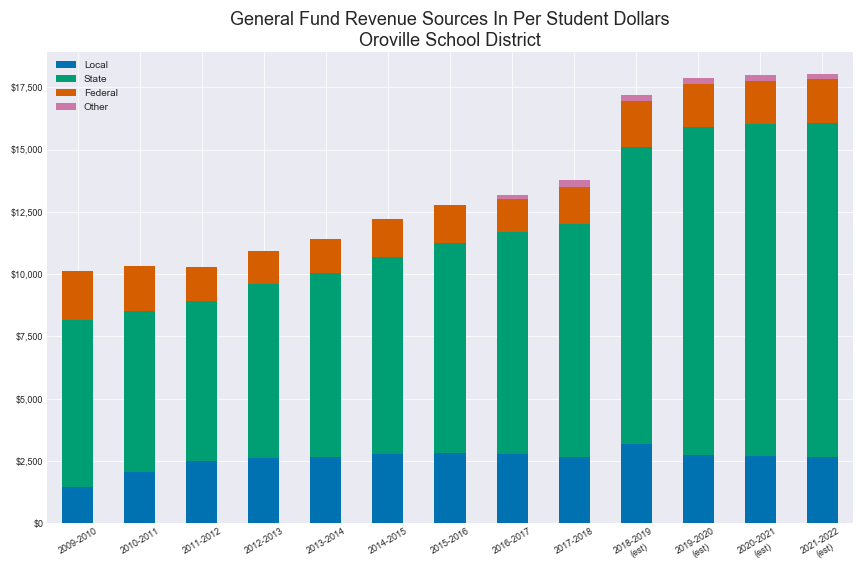 General Fund Revenue Sources In Per Student Dollars
Oroville School District
Local
State
Federal
Other
$17,500
$15,000
$12,500
$10,000
$7,500
$5,000
$2,500
$0
2009-2010
2010-2011
2011-2012
2012-2013
2013-2014
2014-2015
2015-2016
2016-2017
2017-2018
2018-2019
(est)
2019-2020
(est)
2020-2021
(est)
2021-2022
(est)